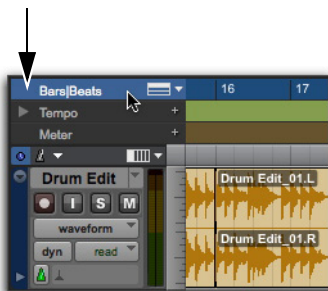 Bars|Beats 16 17
Tempo +
Meter +
Drum Edit
I S M
waveform
dyn read
Drum Edit_01.L
Drum Edit_01.R